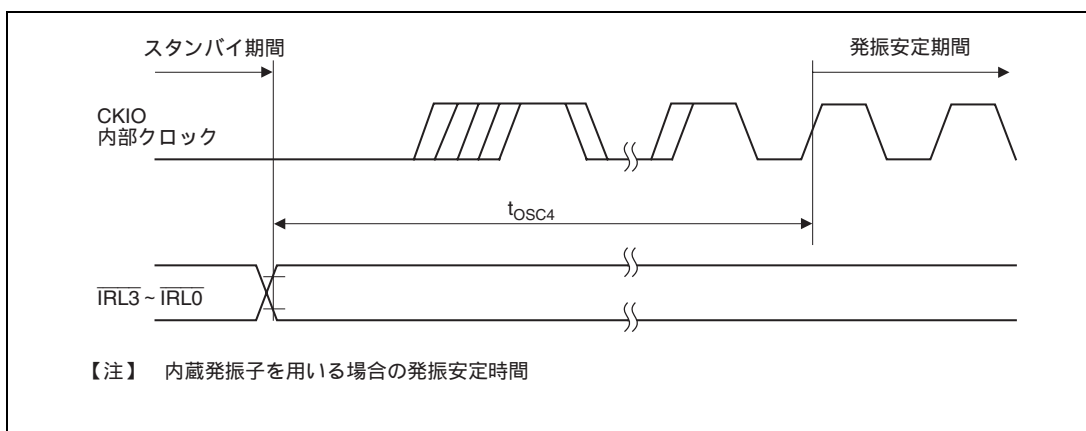 スタンバイ期間
発振安定期間
CKIO
内部クロック
tOSC4
IRL3 ~ IRL0
【注】 内蔵発振子を用いる場合の発振安定時間